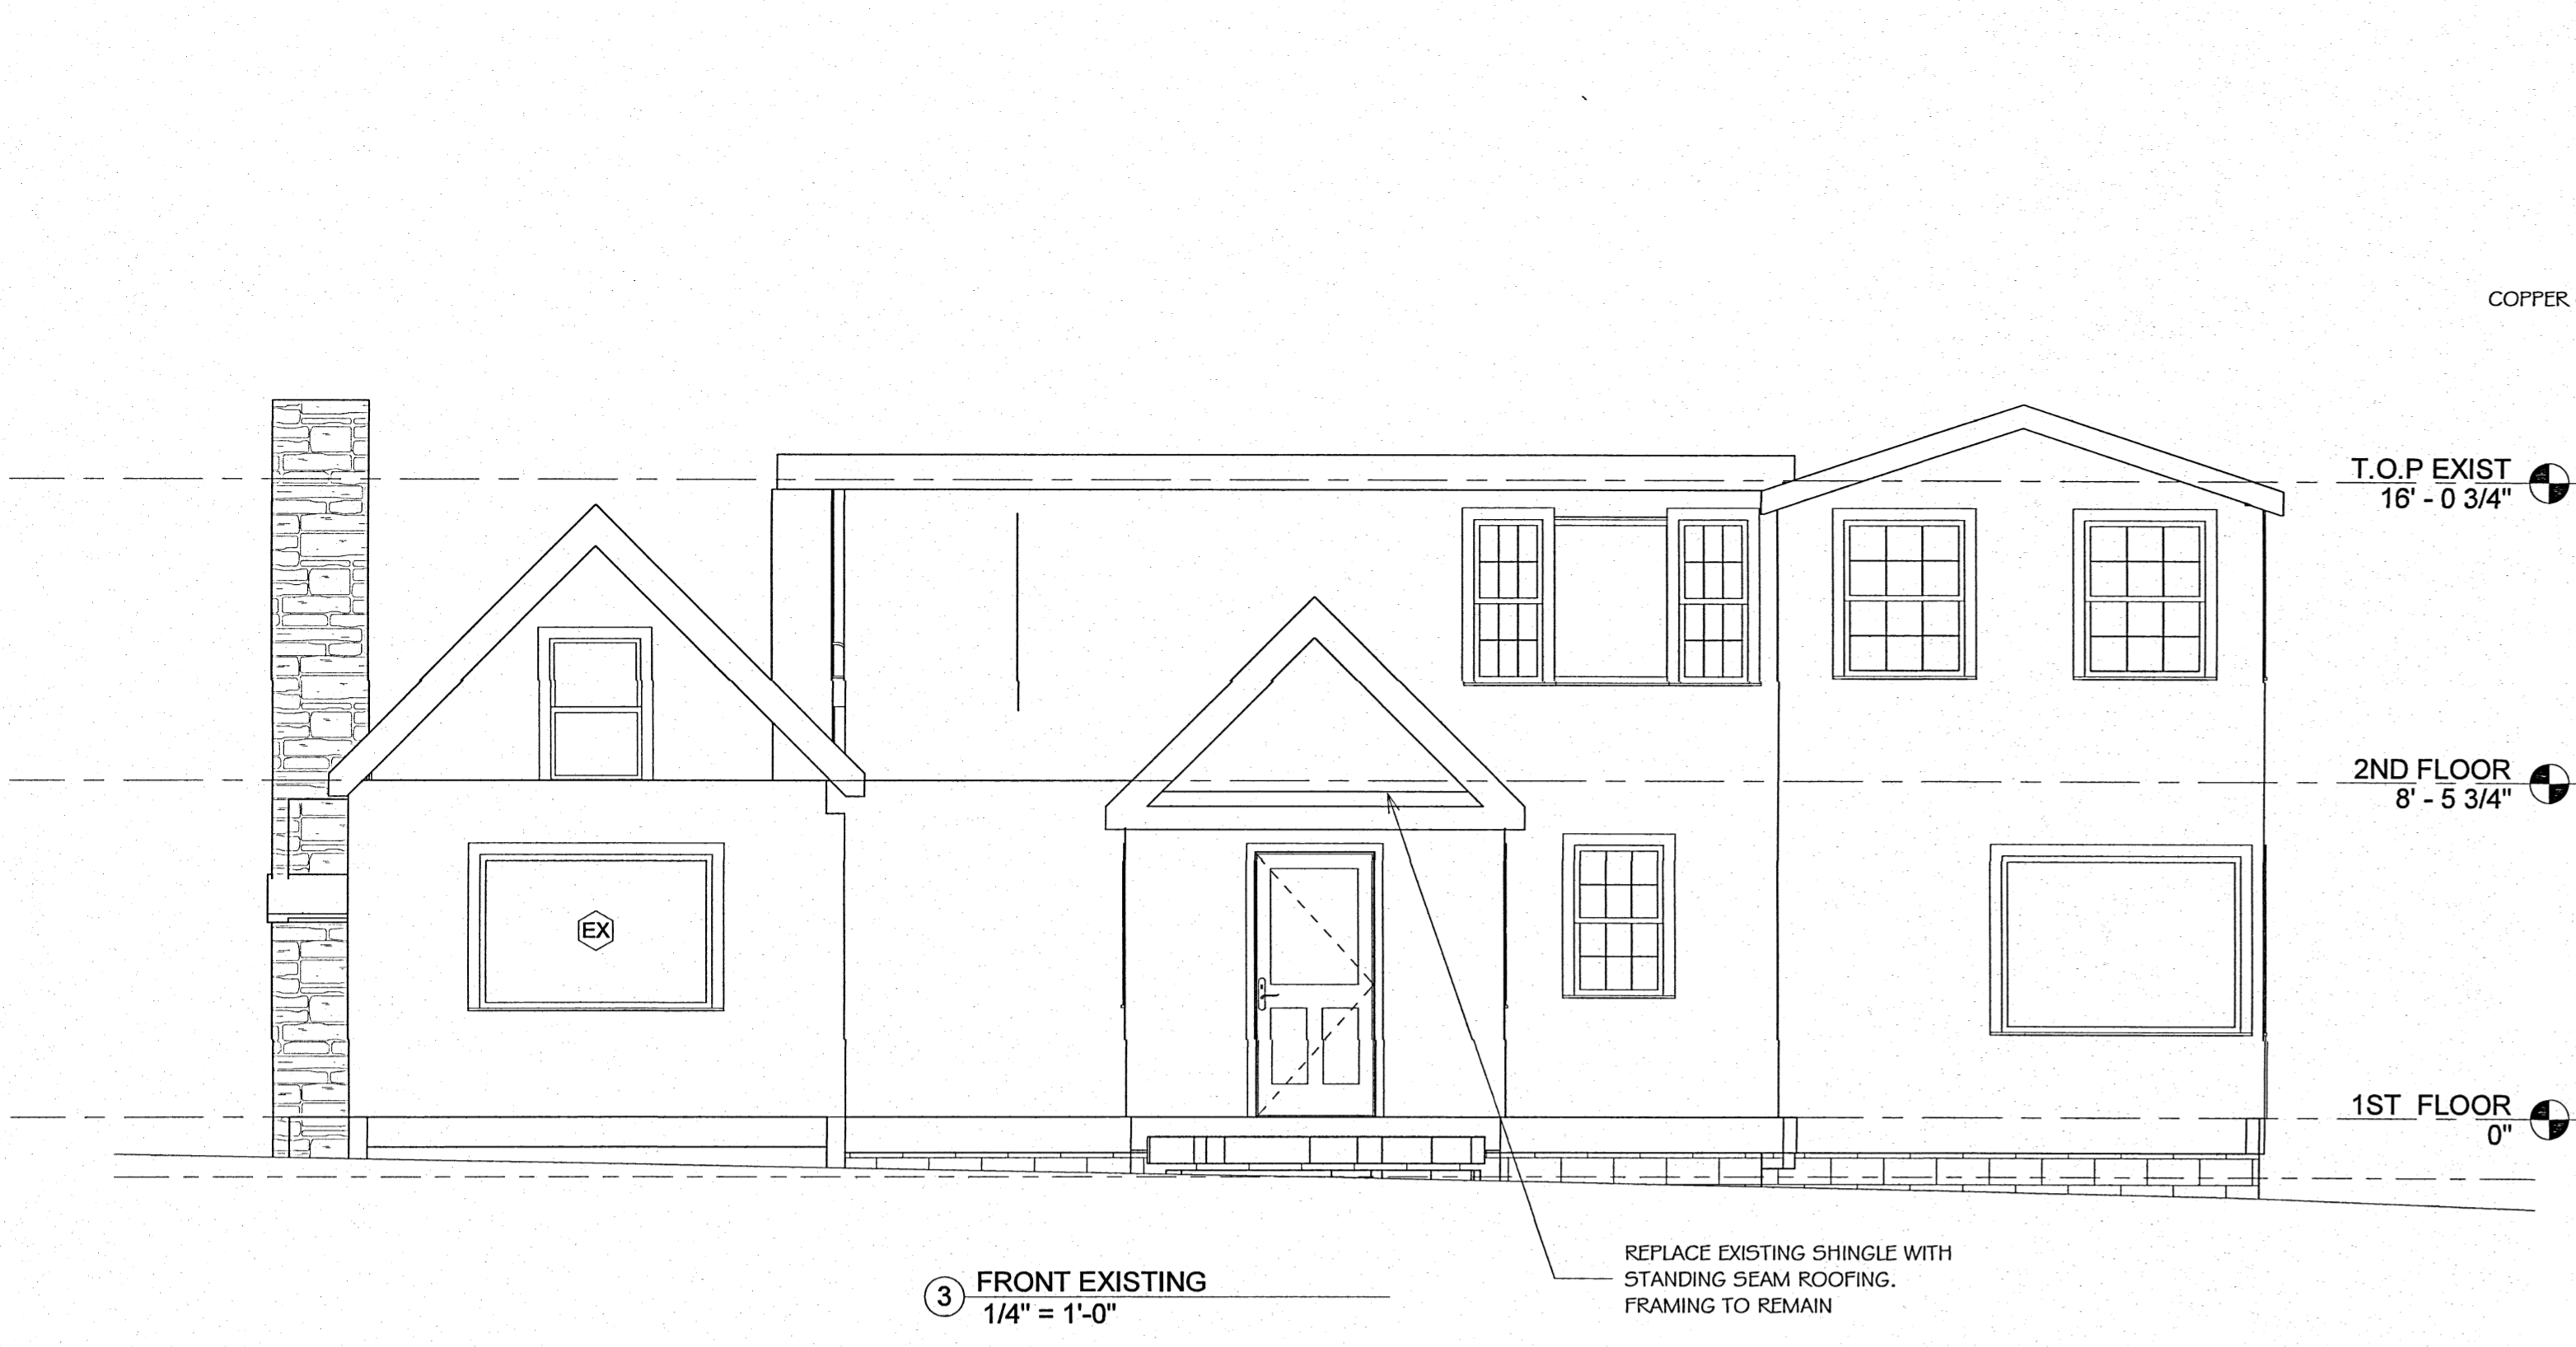 COPPER
T.O.P EXIST
16' - 0 3/4"
2ND FLOOR
8' - 5 3/4"
EX
1ST FLOOR
0"
REPLACE EXISTING SHINGLE WITH
STANDING SEAM ROOFING.
FRAMING TO REMAIN
3 FRONT EXISTING
1/4" = 1'-0"